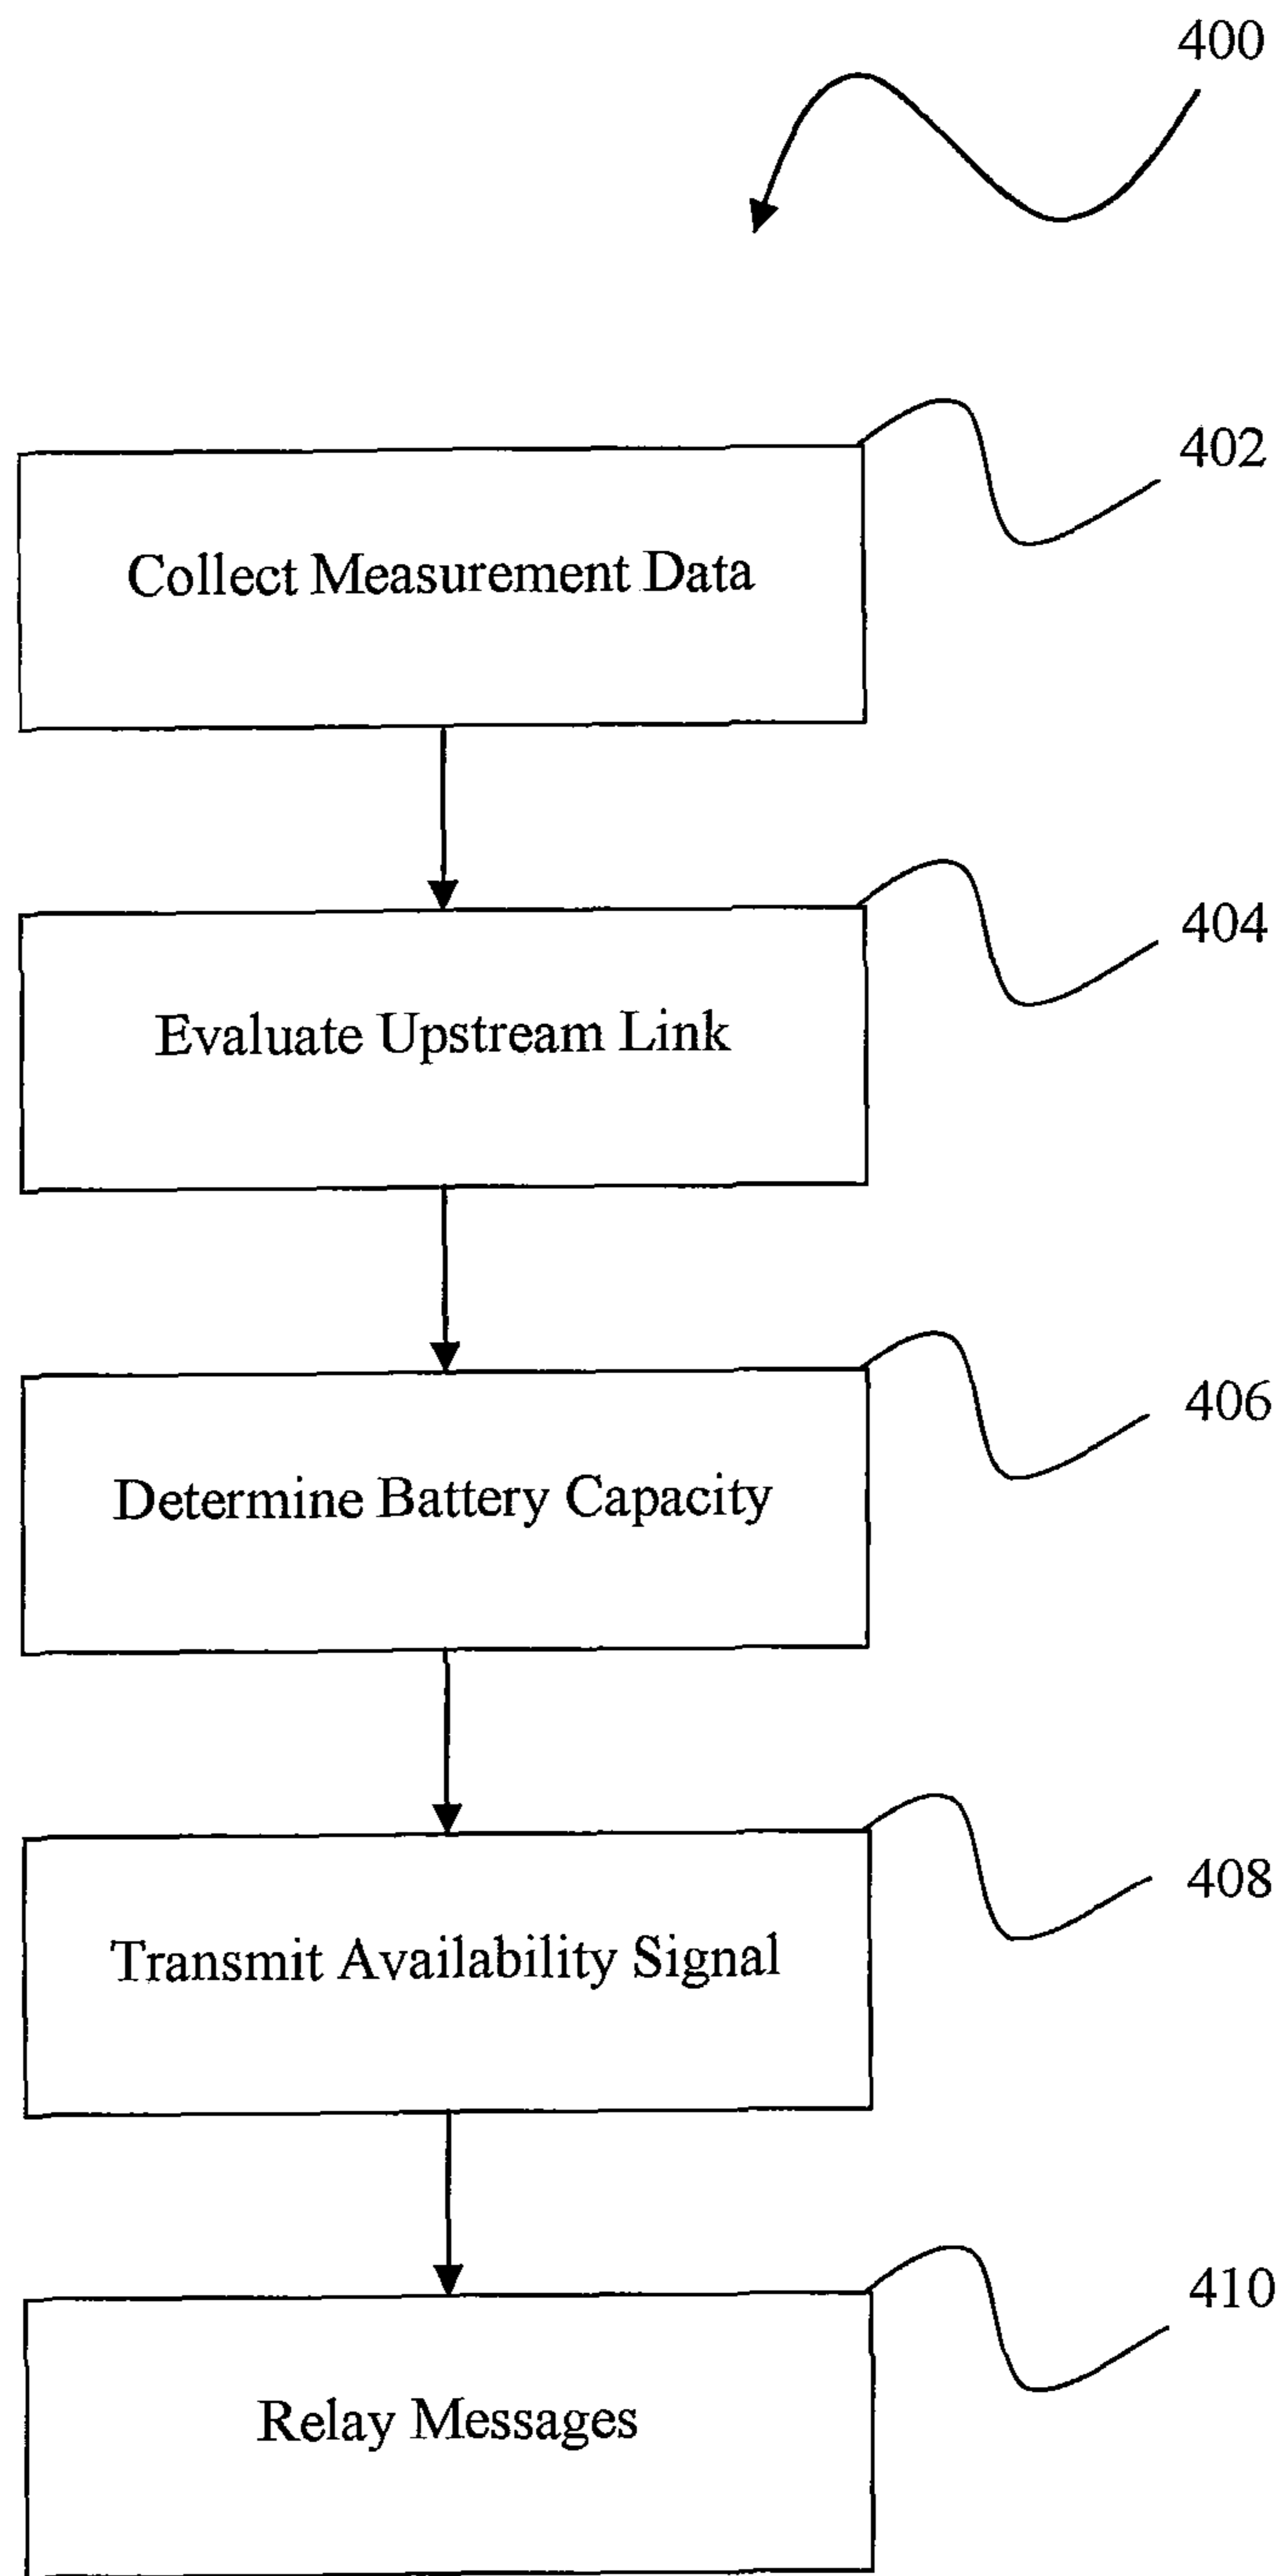 400
402
Collect Measurement Data
404
Evaluate Upstream Link
406
Determine Battery Capacity
408
Transmit Availability Signal
410
Relay Messages